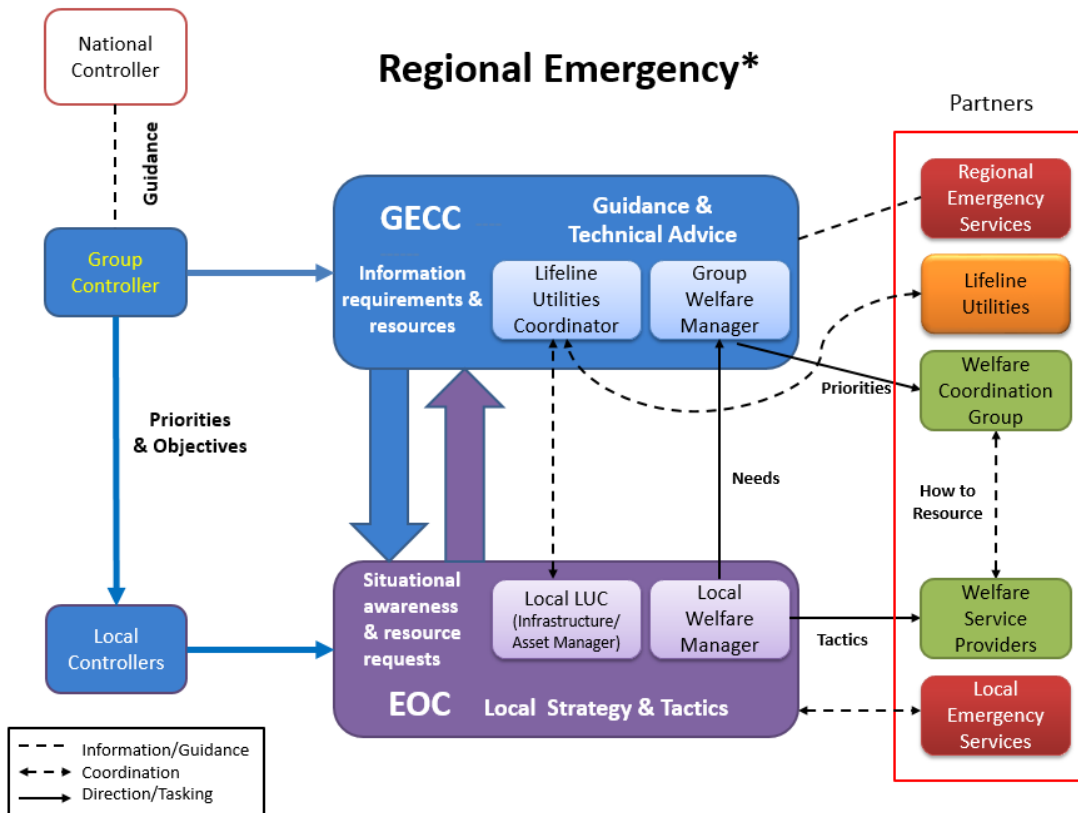 National
Controller
Regional Emergency*
Partners
Guidance
Regional
Emergency
Services
GECC
Guidance &
Technical Advice
Group
Controller
Information
requirements &
resources
Lifeline
Utilities
Coordinator
Group
Welfare
Manager
Lifeline
Utilities
Priorities
Welfare
Coordination
Group
Priorities
& Objectives
Needs
How to
Resource
Situational
awareness
& resource
requests
Local LUC
(Infrastructure/
Asset Manager)
Local
Welfare
Manager
Tactics
Welfare
Service
Providers
Local
Controllers
EOC
Local Strategy & Tactics
Local
Emergency
Services
Information/Guidance
Coordination
Direction/Tasking